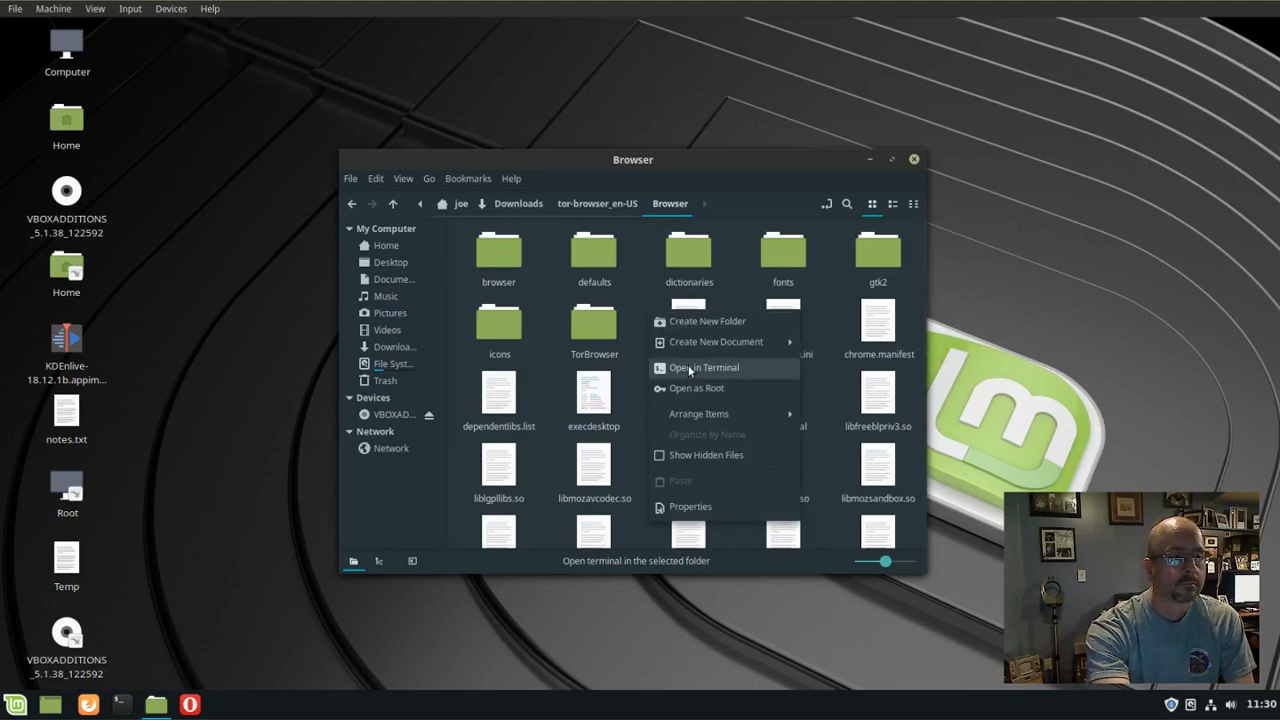 File Machine View Input Devices Help
Computer
Home
VBOXADDITIONS
_5.1.38_122592
Home
KDEnlive-
18.12.1b.appim...
notes.txt
Root
Temp
VBOXADDITIONS
_5.1.38_122592
Browser
File Edit View Go Bookmarks Help
joe Downloads tor-browser_en-US Browser
My Computer
Home
Desktop
Docume...
Music
Pictures
Videos
Downloa...
File Syst...
Trash
Devices
VBOXAD...
Network
Network
browser defaults dictionaries fonts gtk2
icons TorBrowser .ini chrome.manifest
dependentlibs.list execdesktop al libfreeblpriv3.so
liblgpllibs.so libmozavcodec.so so libmozsandbox.so
Create New Folder
Create New Document
Open in Terminal
Open as Root
Arrange Items
Organize by Name
Show Hidden Files
Paste
Properties
Open terminal in the selected folder
11:30